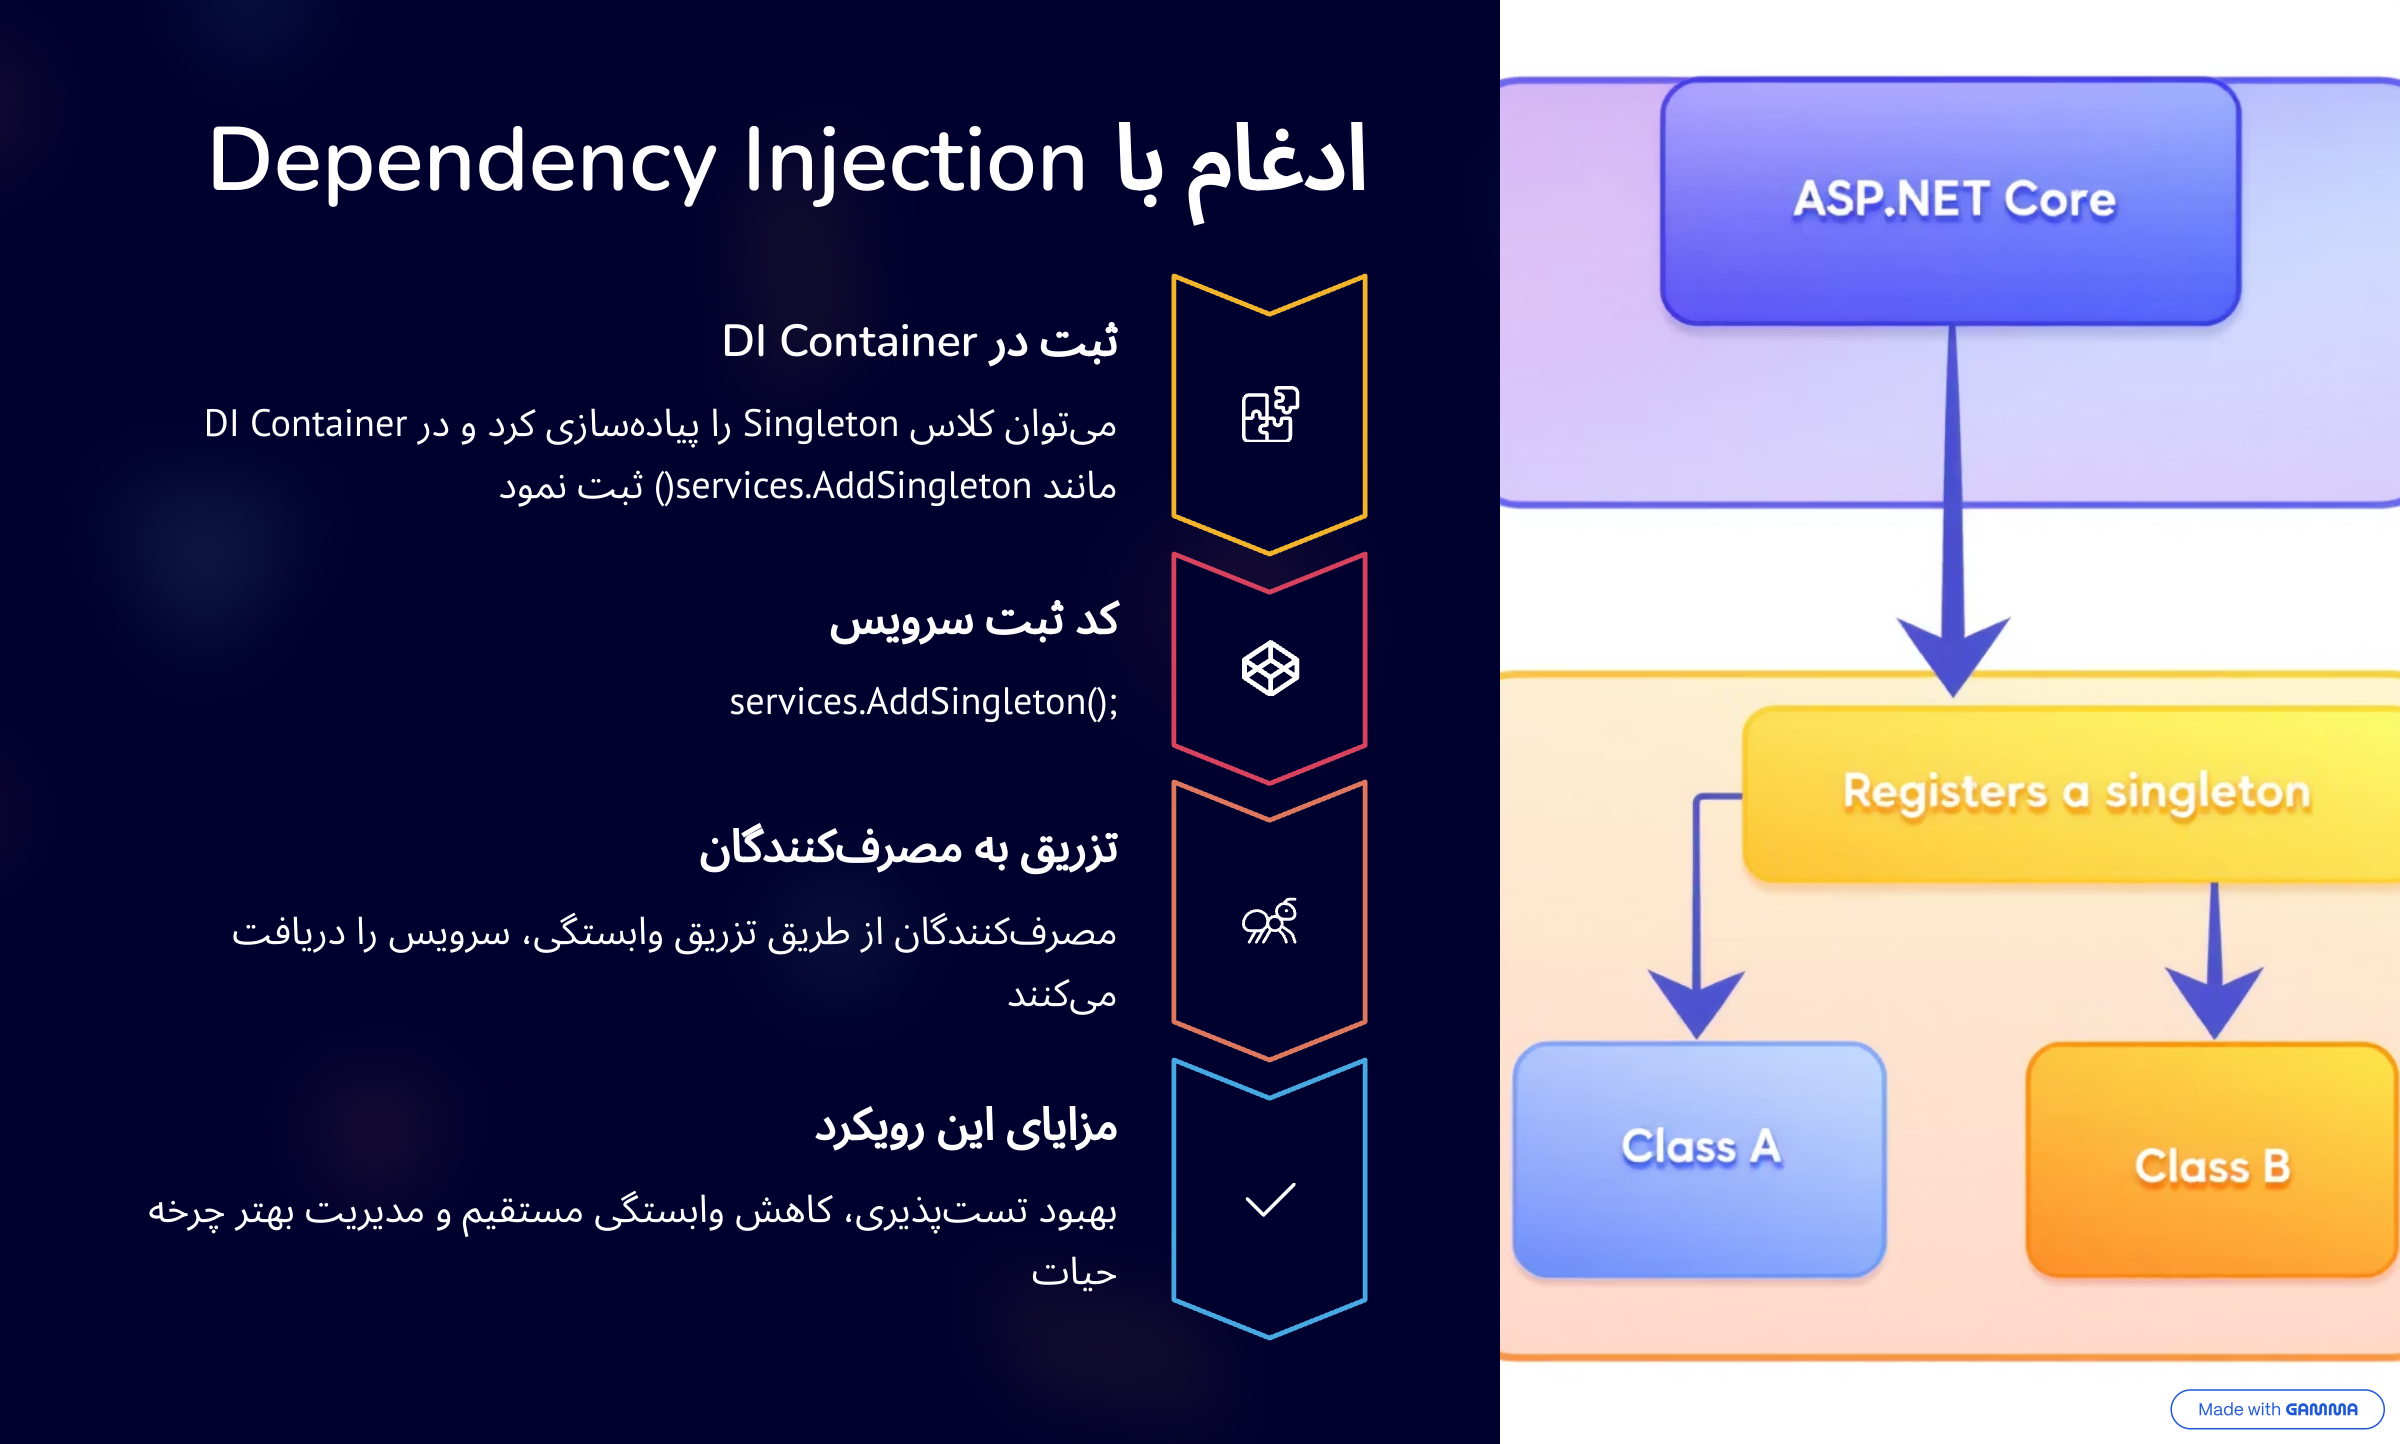 ادغام با Dependency Injection
ثبت در DI Container
می‌توان کلاس Singleton را پیاده‌سازی کرد و در DI Container
مانند services.AddSingleton() ثبت نمود
کد ثبت سرویس
services.AddSingleton();
تزریق به مصرف‌کنندگان
مصرف‌کنندگان از طریق تزریق وابستگی، سرویس را دریافت
می‌کنند
مزایای این رویکرد
بهبود تست‌پذیری، کاهش وابستگی مستقیم و مدیریت بهتر چرخه
حیات
ASP.NET Core
Registers a singleton
Class A
Class B
Made with GAMMA